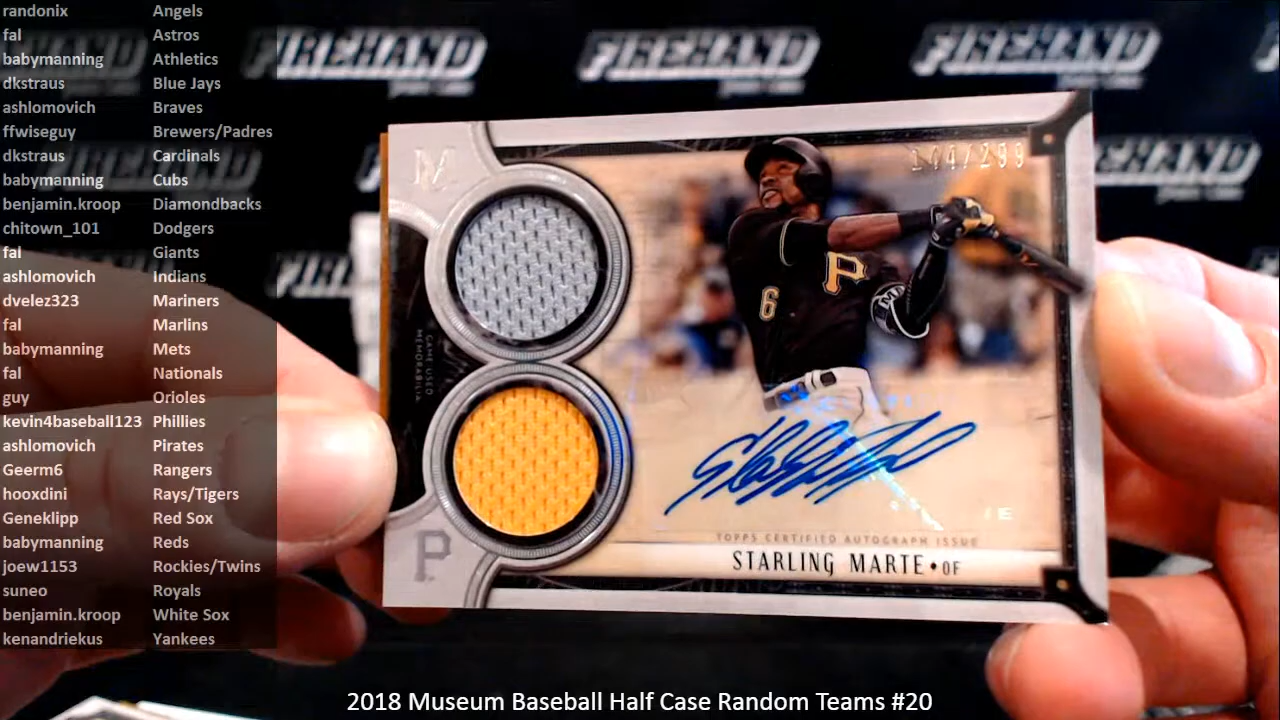 randonix Angels
fal Astros
babymanning Athletics
dkstraus Blue Jays
ashlomovich Braves
ffwiseguy Brewers/Padres
dkstraus Cardinals
babymanning Cubs
benjamin.kroop Diamondbacks
chitown_101 Dodgers
fal Giants
ashlomovich Indians
dvelez323 Mariners
fal Marlins
babymanning Mets
fal Nationals
guy Orioles
kevin4baseball123 Phillies
ashlomovich Pirates
Geerm6 Rangers
hooxdini Rays/Tigers
Geneklipp Red Sox
babymanning Reds
joew1153 Rockies/Twins
suneo Royals
benjamin.kroop White Sox
kenandriekus Yankees
FIREHAND FIREHAND FIREHAND
M
144/299
P
6
GAME USED
MEMORABILIA
P
TOPPS CERTIFIED AUTOGRAPH ISSUE
STARLING MARTE • OF
2018 Museum Baseball Half Case Random Teams #20